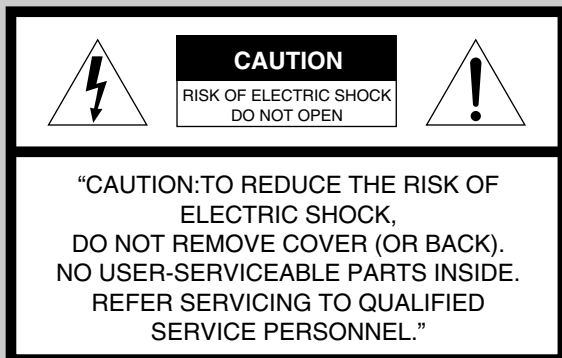 CAUTION
RISK OF ELECTRIC SHOCK
DO NOT OPEN
“CAUTION:TO REDUCE THE RISK OF
ELECTRIC SHOCK,
DO NOT REMOVE COVER (OR BACK).
NO USER-SERVICEABLE PARTS INSIDE.
REFER SERVICING TO QUALIFIED
SERVICE PERSONNEL.”